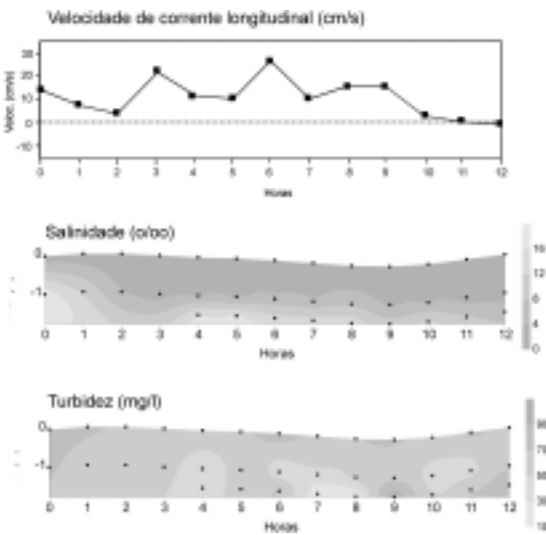 Velocidade de corrente longitudinal (cm/s)
Veloc. (cm/s)
30
20
10
0
-10
0 1 2 3 4 5 6 7 8 9 10 11 12
Horas
Salinidade (o/oo)
0
-1
16
12
8
4
0
0 1 2 3 4 5 6 7 8 9 10 11 12
Horas
Turbidez (mg/l)
0
-1
0 1 2 3 4 5 6 7 8 9 10 11 12
Horas